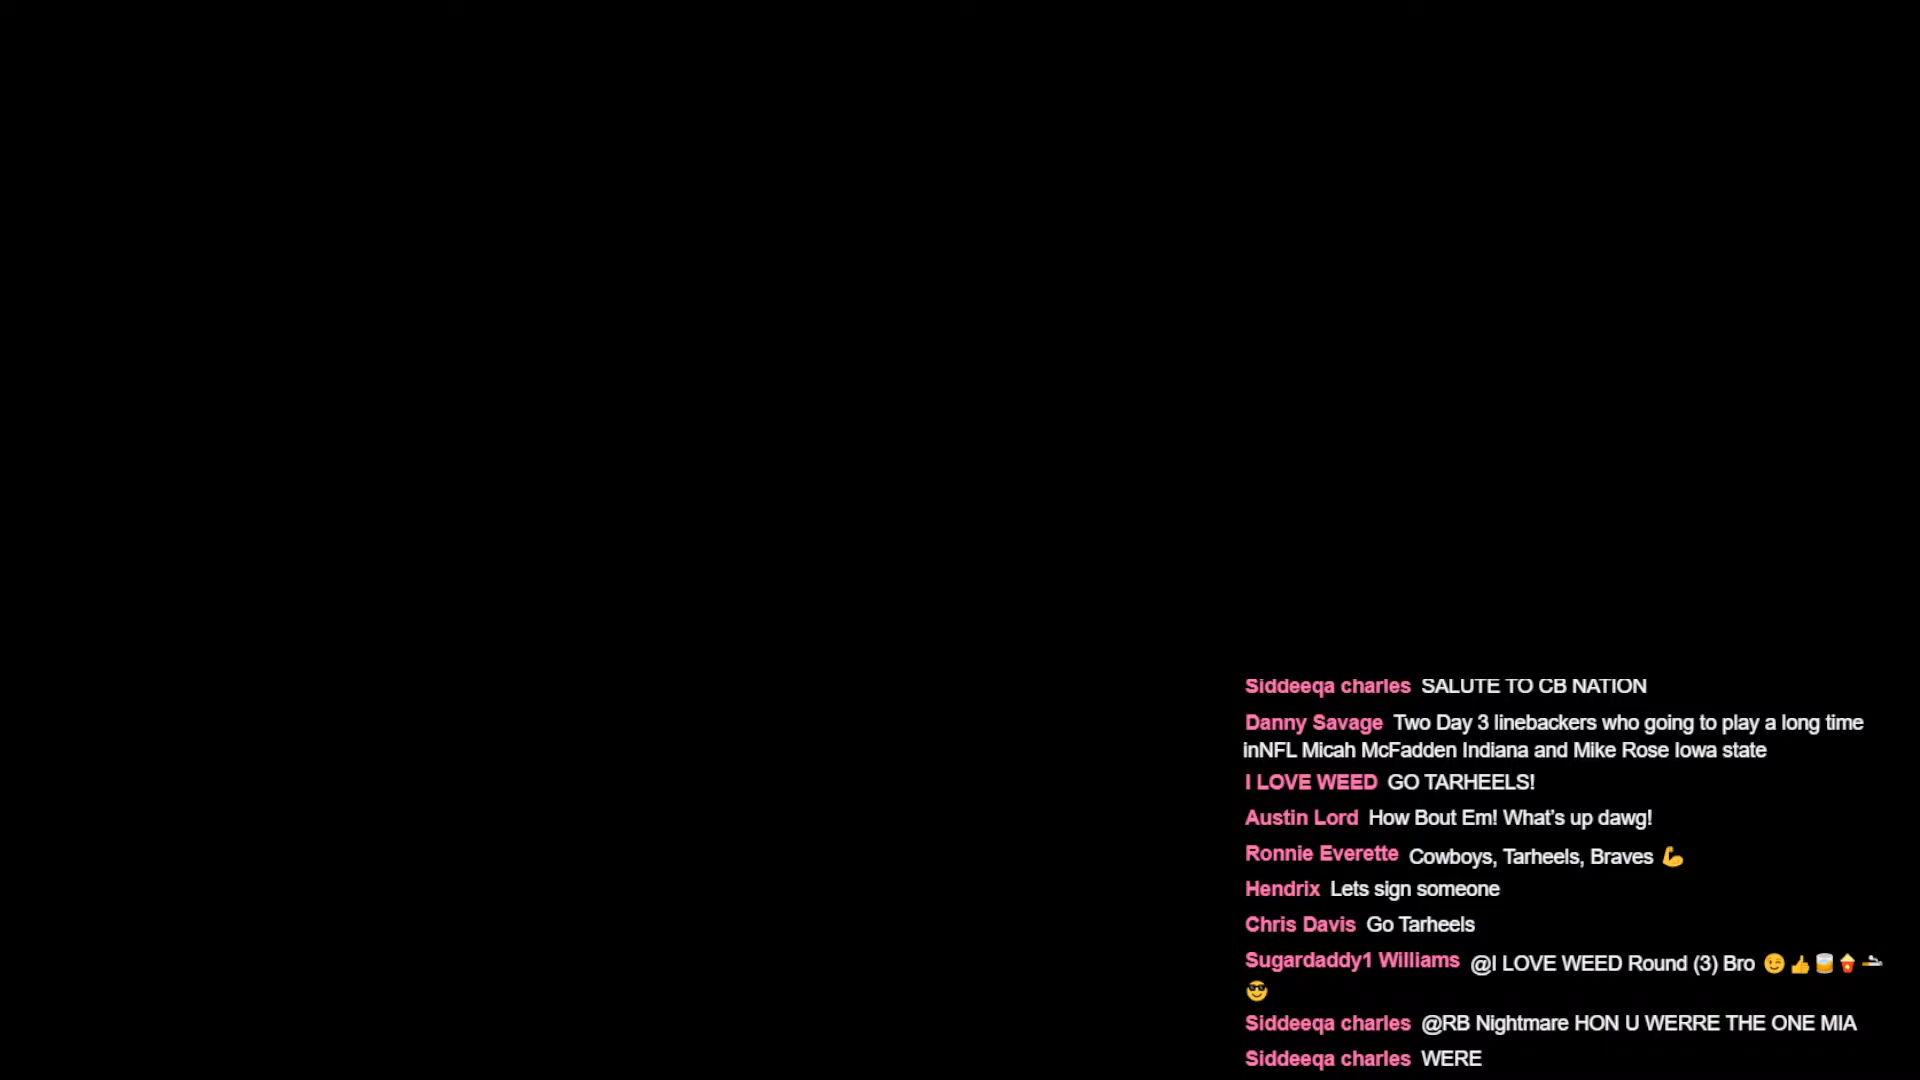 Siddeeqa charles SALUTE TO CB NATION
Danny Savage Two Day 3 linebackers who going to play a long time
inNFL Micah McFadden Indiana and Mike Rose Iowa state
I LOVE WEED GO TARHEELS!
Austin Lord How Bout Em! What's up dawg!
Ronnie Everette Cowboys, Tarheels, Braves 💪
Hendrix Lets sign someone
Chris Davis Go Tarheels
Sugardaddy1 Williams @I LOVE WEED Round (3) Bro 😉👍🥃🍿🚬
😎
Siddeeqa charles @RB Nightmare HON U WERRE THE ONE MIA
Siddeeqa charles WERE